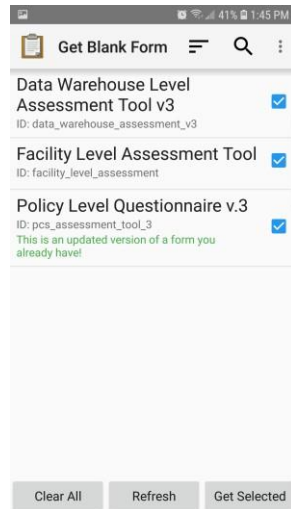 41% 1:45 PM
Get Blank Form
Data Warehouse Level
Assessment Tool v3
ID: data_warehouse_assessment_v3
Facility Level Assessment Tool
ID: facility_level_assessment
Policy Level Questionnaire v.3
ID: pcs_assessment_tool_3
This is an updated version of a form you
already have!
Clear All Refresh Get Selected